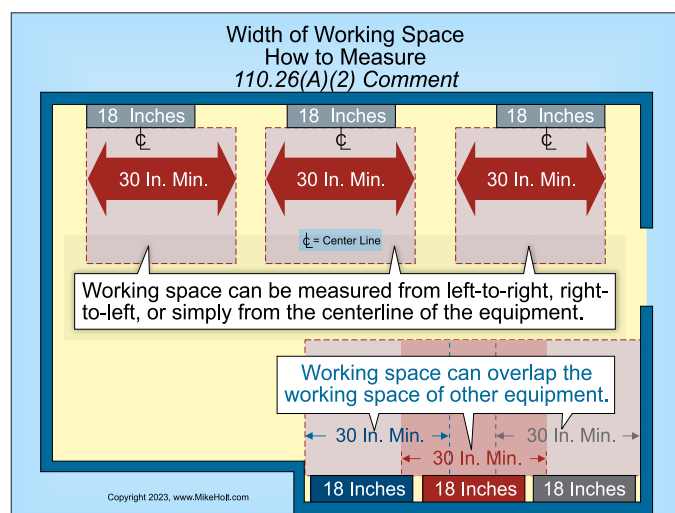 Width of Working Space
How to Measure
110.26(A)(2) Comment
18 Inches
18 Inches
18 Inches
℄
℄
℄
30 In. Min.
30 In. Min.
30 In. Min.
℄ = Center Line
Working space can be measured from left-to-right, right-
to-left, or simply from the centerline of the equipment.
Working space can overlap the
working space of other equipment.
30 In. Min.
30 In. Min.
30 In. Min.
18 Inches
18 Inches
18 Inches
Copyright 2023, www.MikeHolt.com